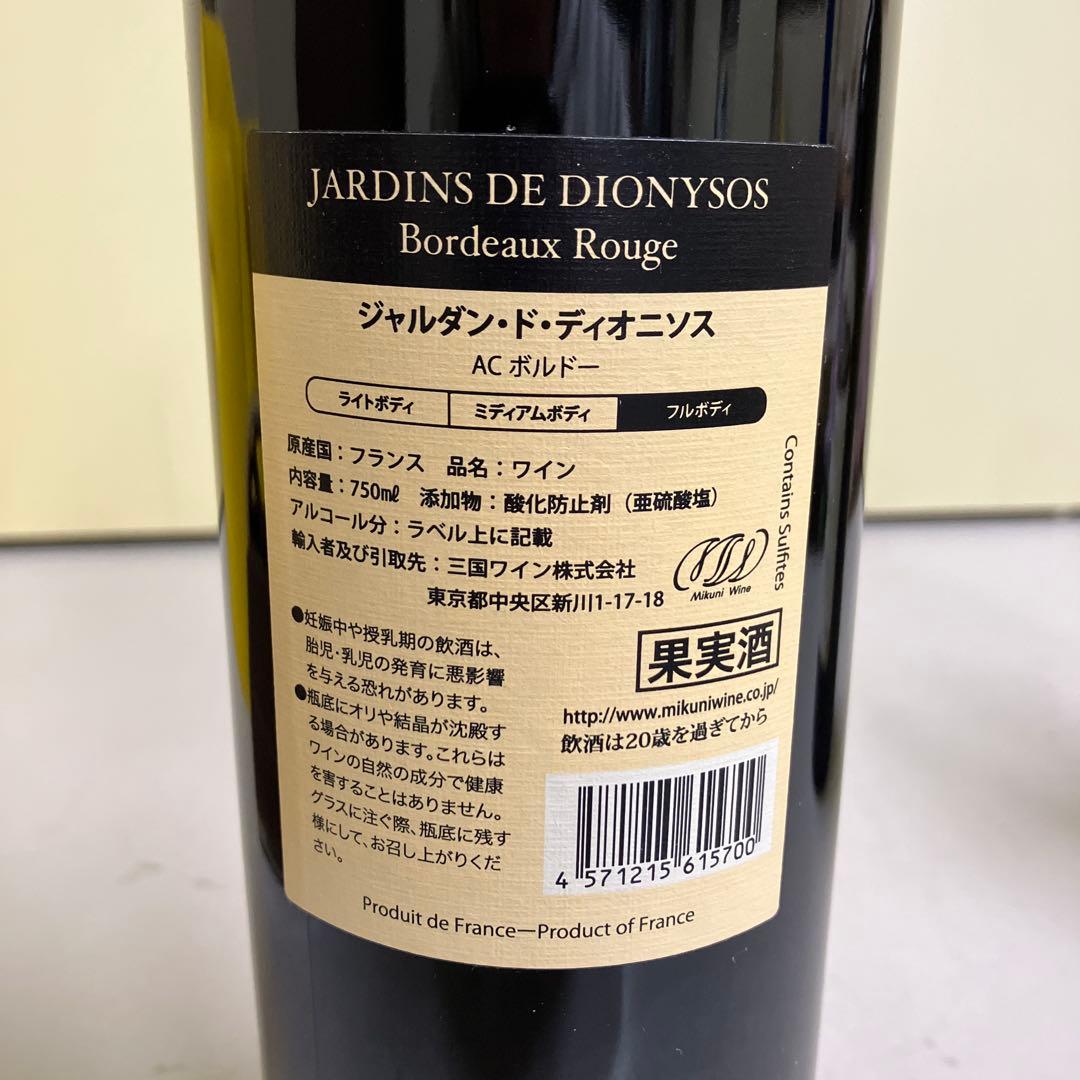 JARDINS DE DIONYSOS
Bordeaux Rouge
ジャルダン・ド・ディオニソス
AC ボルドー
ライトボディ ミディアムボディ フルボディ
原産国：フランス 品名：ワイン
内容量：750㎖ 添加物：酸化防止剤（亜硫酸塩）
アルコール分：ラベル上に記載
輸入者及び引取先：三国ワイン株式会社
東京都中央区新川1-17-18
Mikuni Wine
Contains Sulfites
●妊娠中や授乳期の飲酒は、
胎児・乳児の発育に悪影響
を与える恐れがあります。
●瓶底にオリや結晶が沈殿す
る場合があります。これらは
ワインの自然の成分で健康
を害することはありません。
グラスに注ぐ際、瓶底に残す
様にして、お召し上がりくだ
さい。
果実酒
http://www.mikuniwine.co.jp/
飲酒は20歳を過ぎてから
4 571215 615700
Produit de France—Product of France